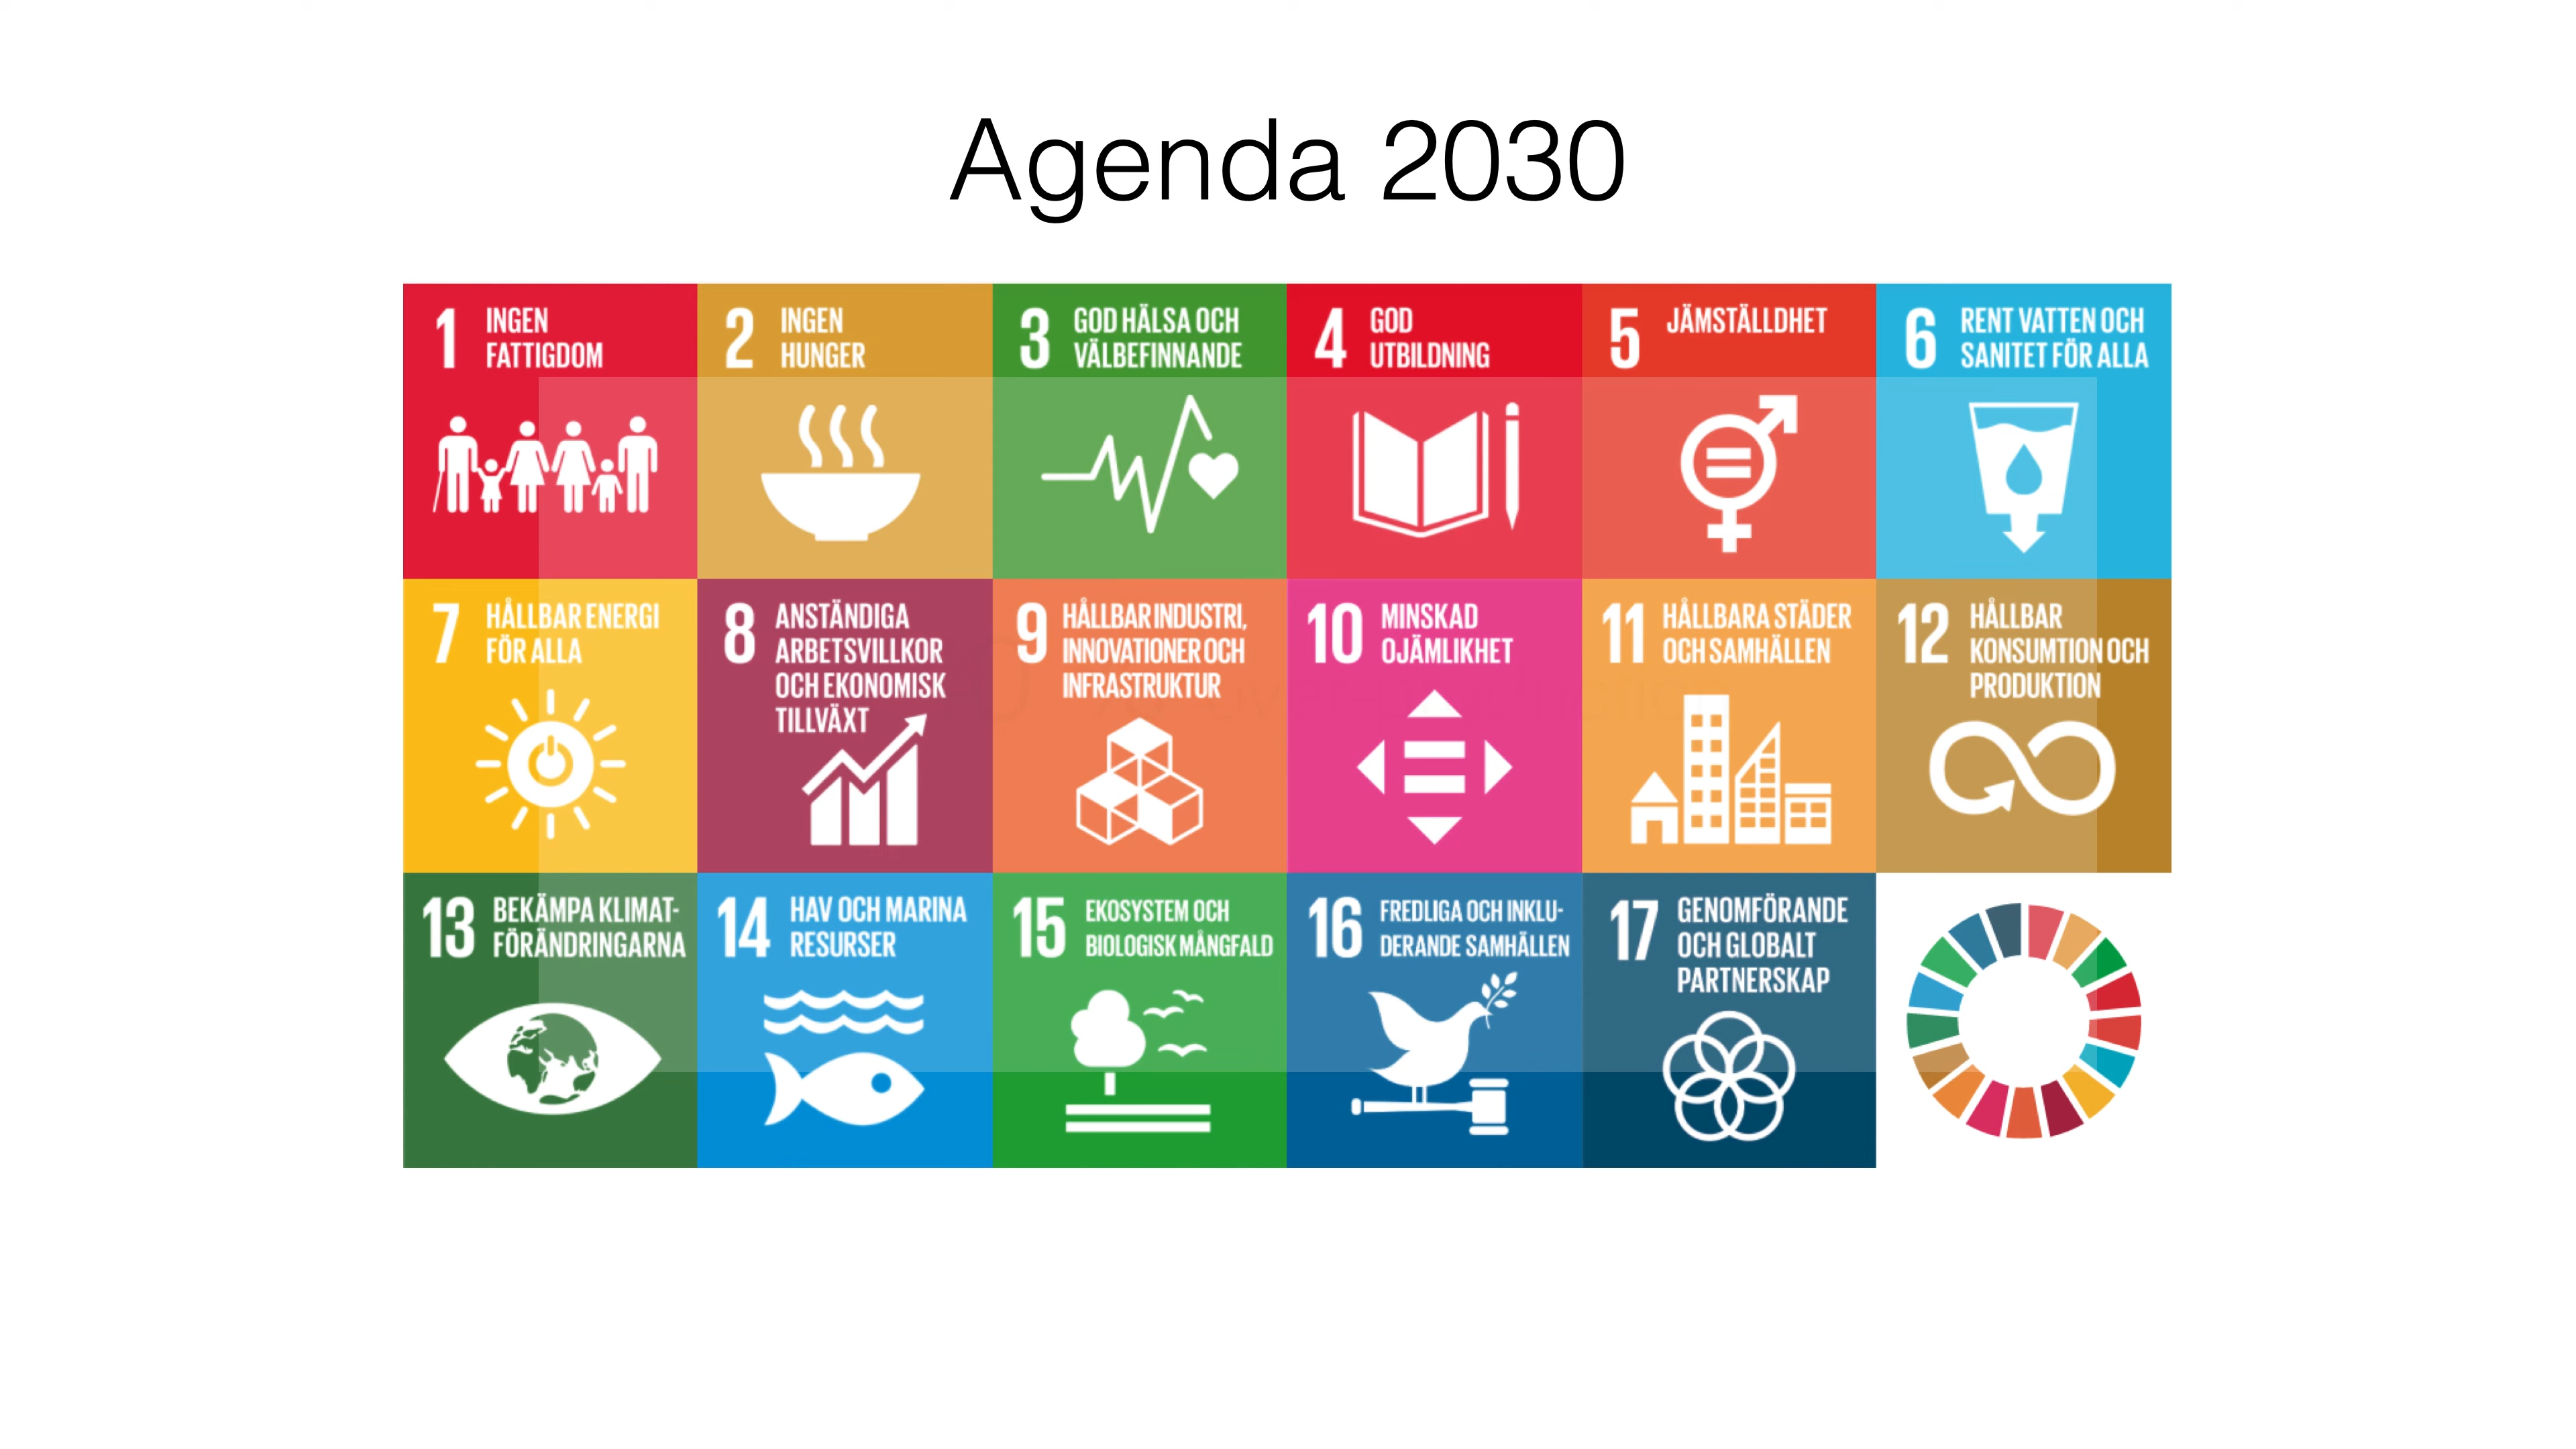 Agenda 2030
1 INGEN
FATTIGDOM
2 INGEN
HUNGER
3 GOD HÄLSA OCH
VÄLBEFINNANDE
4 GOD
UTBILDNING
5 JÄMSTÄLLDHET
6 RENT VATTEN OCH
SANITET FÖR ALLA
7 HÅLLBAR ENERGI
FÖR ALLA
8 ANSTÄNDIGA
ARBETSVILLKOR
OCH EKONOMISK
TILLVÄXT
9 HÅLLBAR INDUSTRI,
INNOVATIONER OCH
INFRASTRUKTUR
10 MINSKAD
OJÄMLIKHET
11 HÅLLBARA STÄDER
OCH SAMHÄLLEN
12 HÅLLBAR
KONSUMTION OCH
PRODUKTION
13 BEKÄMPA KLIMAT-
FÖRÄNDRINGARNA
14 HAV OCH MARINA
RESURSER
15 EKOSYSTEM OCH
BIOLOGISK MÅNGFALD
16 FREDLIGA OCH INKLU-
DERANDE SAMHÄLLEN
17 GENOMFÖRANDE
OCH GLOBALT
PARTNERSKAP